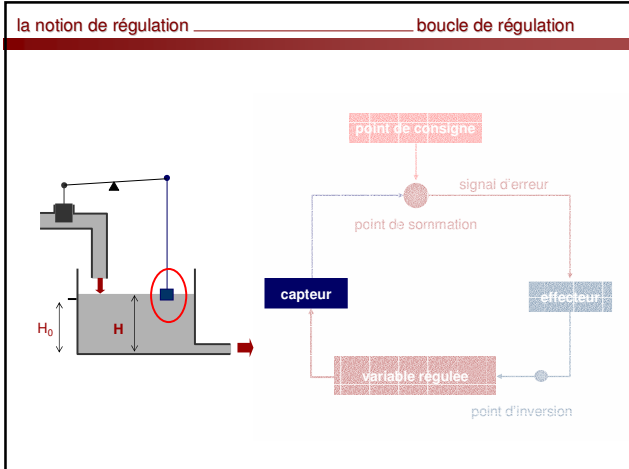 la notion de régulation boucle de régulation
point de consigne
signal d'erreur
point de sommation
capteur
effecteur
H₀
H
variable régulée
point d'inversion